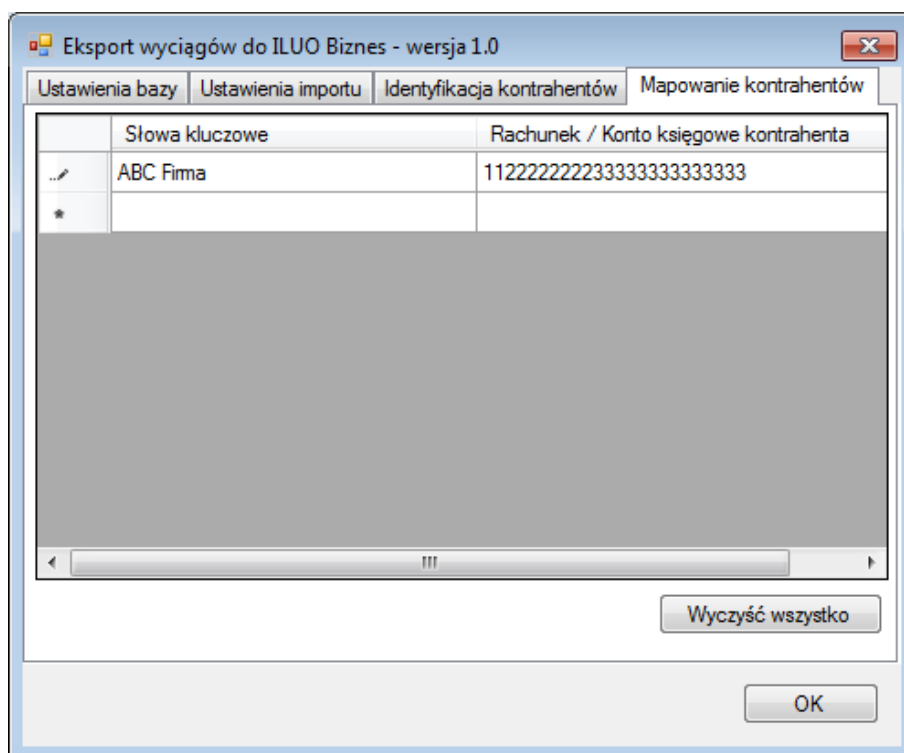 Eksport wyciągów do ILUO Biznes - wersja 1.0
Ustawienia bazy Ustawienia importu Identyfikacja kontrahentów Mapowanie kontrahentów
Słowa kluczowe Rachunek / Konto księgowe kontrahenta
ABC Firma 11222222222333333333333333
Wyczyść wszystko
OK